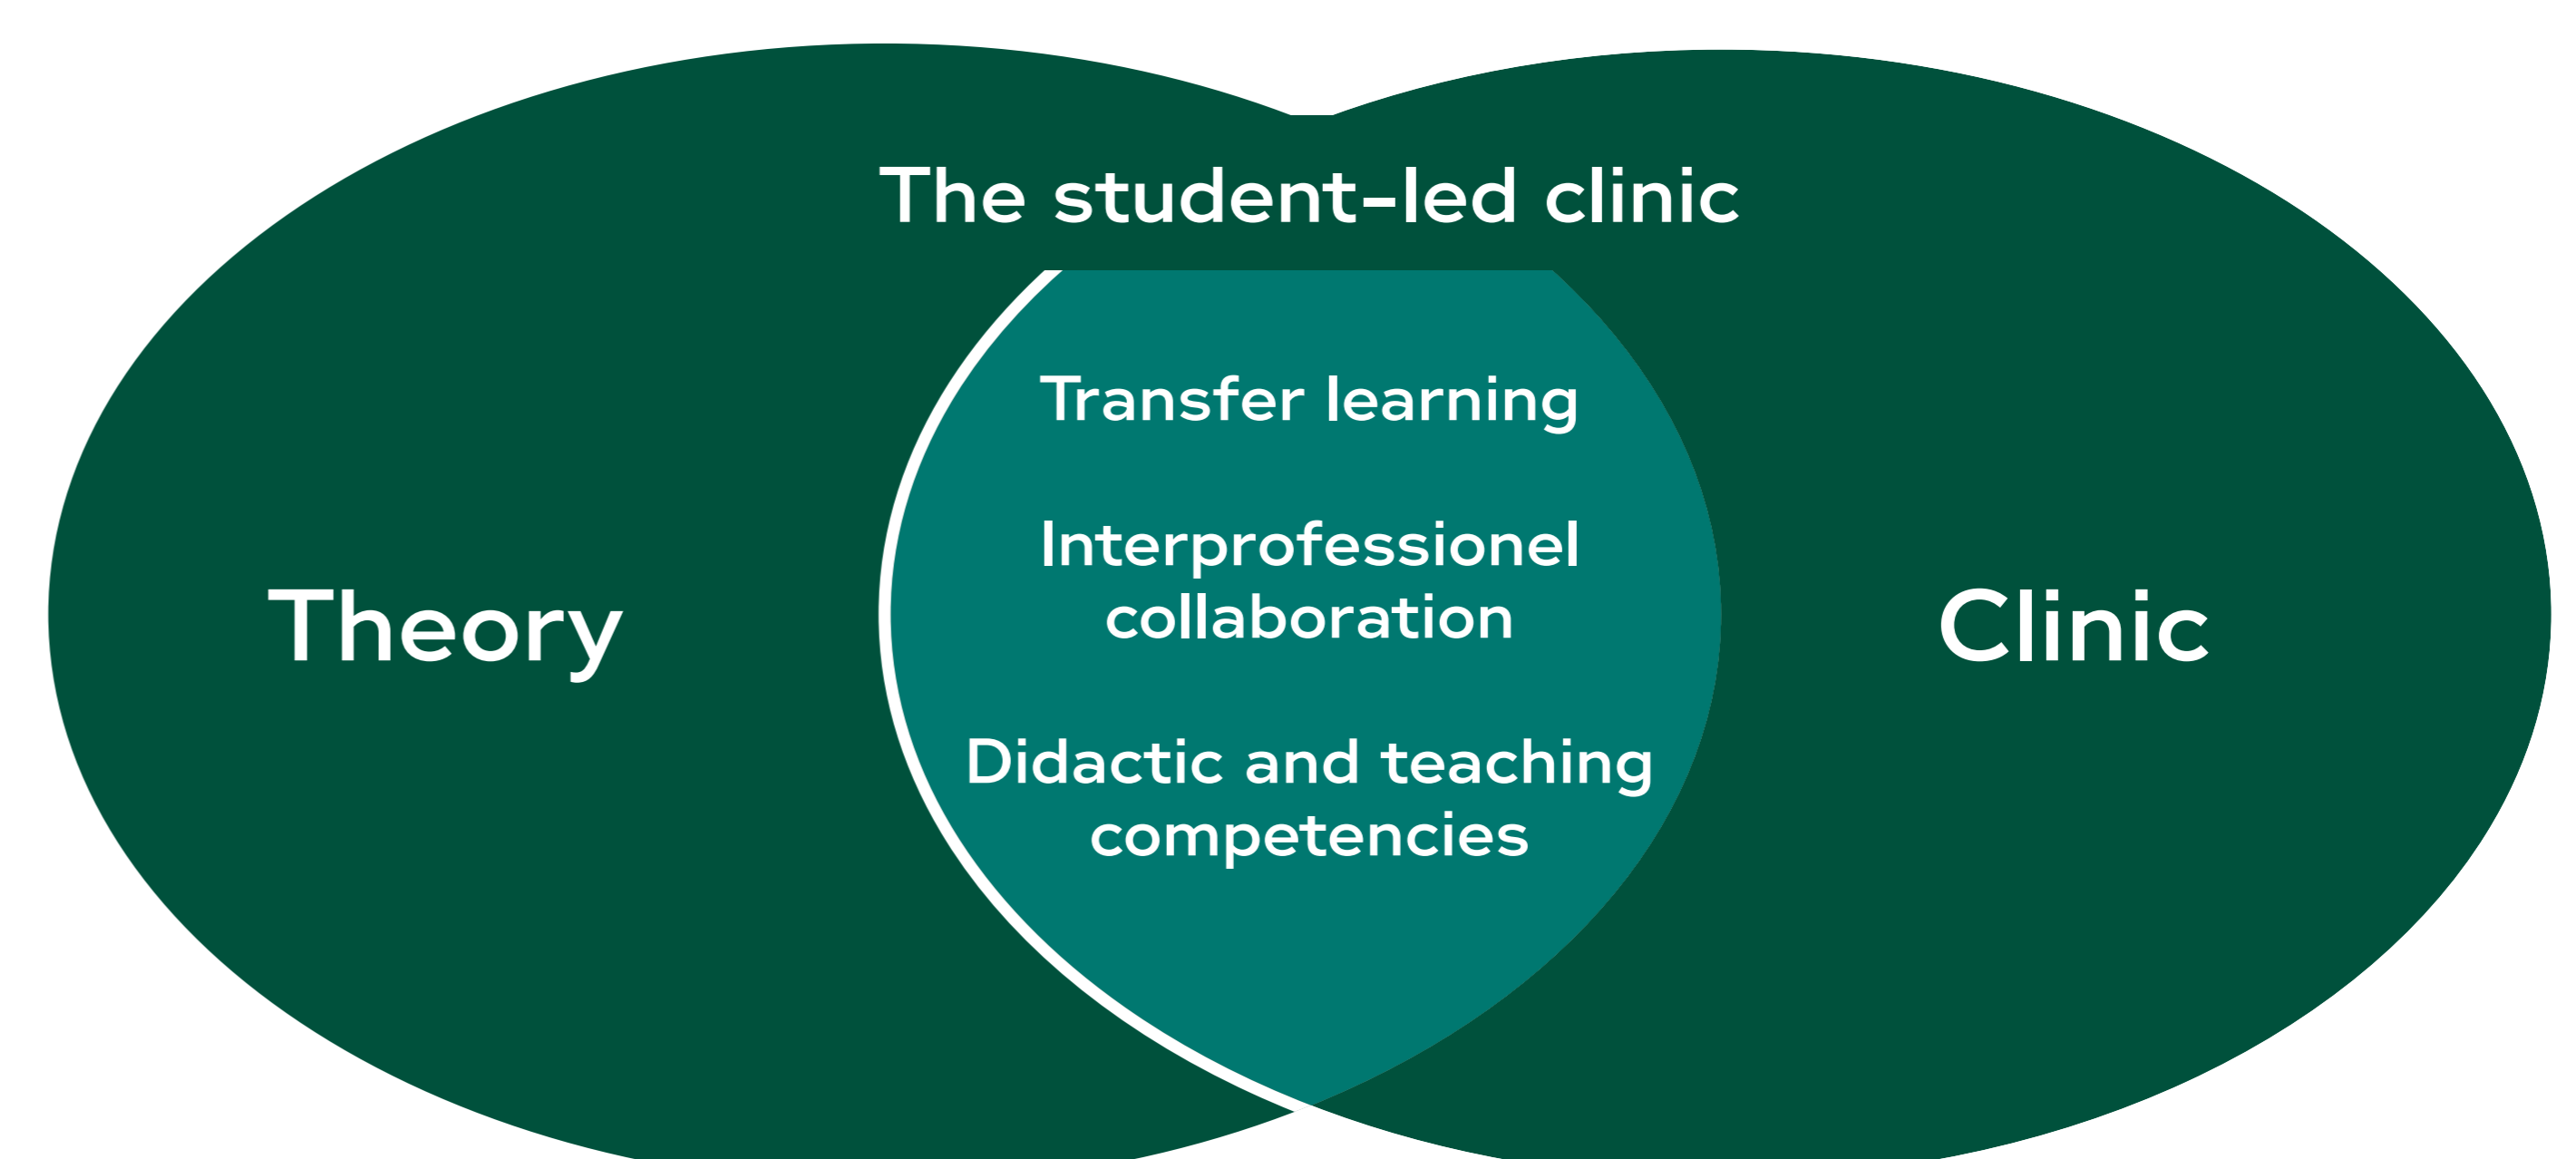 The student-led clinic
Transfer learning
Interprofessionel
collaboration
Theory
Clinic
Didactic and teaching
competencies